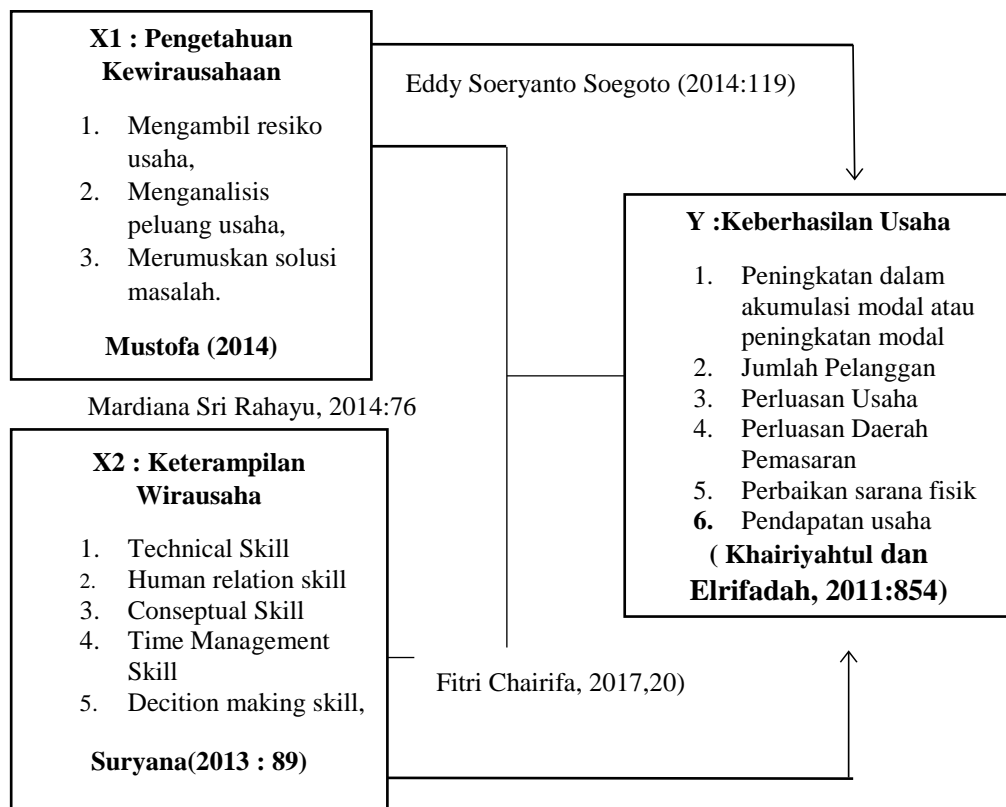 X1 : Pengetahuan
Kewirausahaan
1. Mengambil resiko
usaha,
2. Menganalisis
peluang usaha,
3. Merumuskan solusi
masalah.
Mustofa (2014)
Eddy Soeryanto Soegoto (2014:119)
Mardiana Sri Rahayu, 2014:76
X2 : Keterampilan
Wirausaha
1. Technical Skill
2. Human relation skill
3. Conseptual Skill
4. Time Management
Skill
5. Decition making skill,
Suryana(2013 : 89)
Fitri Chairifa, 2017,20)
Y :Keberhasilan Usaha
1. Peningkatan dalam
akumulasi modal atau
peningkatan modal
2. Jumlah Pelanggan
3. Perluasan Usaha
4. Perluasan Daerah
Pemasaran
5. Perbaikan sarana fisik
6. Pendapatan usaha
( Khairiyahtul dan
Elrifadah, 2011:854)